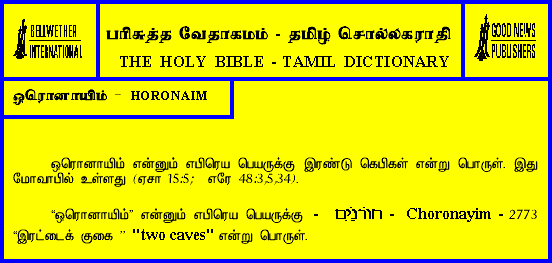 BELLWETHER
INTERNATIONAL
பரிசுத்த வேதாகமம் - தமிழ் சொல்லகராதி
THE HOLY BIBLE - TAMIL DICTIONARY
GOOD NEWS
PUBLISHERS
ஒரொனாயிம் - HORONAIM
ஒரொனாயிம் என்னும் எபிரெய பெயருக்கு இரண்டு கெபிகள் என்று பொருள். இது
மோவாபில் உள்ளது (ஏசா 15:5; எரே 48:3,5,34).
“ஒரொனாயிம்” என்னும் எபிரெய பெயருக்கு - חֹרֹנַיִם - Choronayim - 2773
“இரட்டைக் குகை ” "two caves" என்று பொருள்.